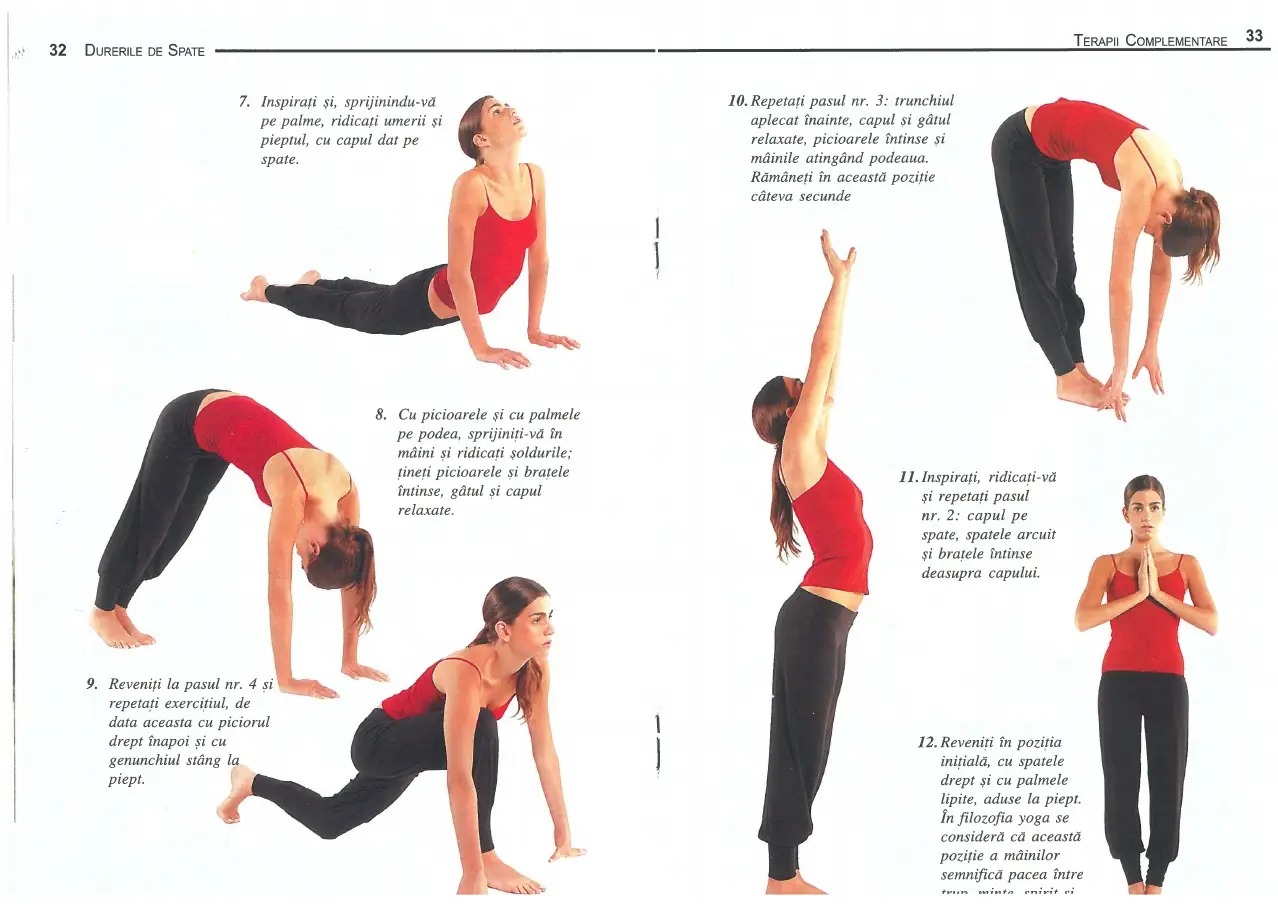 32 DURERILE DE SPATE
7. Inspirați și, sprijinindu-vă
pe palme, ridicați umerii și
pieptul, cu capul dat pe
spate.
8. Cu picioarele și cu palmele
pe podea, sprijiniți-vă în
mâini și ridicați șoldurile;
țineți picioarele și brațele
întinse, gâtul și capul
relaxate.
9. Reveniți la pasul nr. 4 și
repetați exercițiul, de
data aceasta cu piciorul
drept înapoi și cu
genunchiul stâng la
piept.
TERAPII COMPLEMENTARE 33
10. Repetați pasul nr. 3: trunchiul
aplecat înainte, capul și gâtul
relaxate, picioarele întinse și
mâinile atingând podeaua.
Rămâneți în această poziție
câteva secunde
11. Inspirați, ridicați-vă
și repetați pasul
nr. 2: capul pe
spate, spatele arcuit
și brațele întinse
deasupra capului.
12. Reveniți în poziția
inițială, cu spatele
drept și cu palmele
lipite, aduse la piept.
În filozofia yoga se
consideră că această
poziție a mâinilor
semnifică pacea între
trup, minte, spirit și